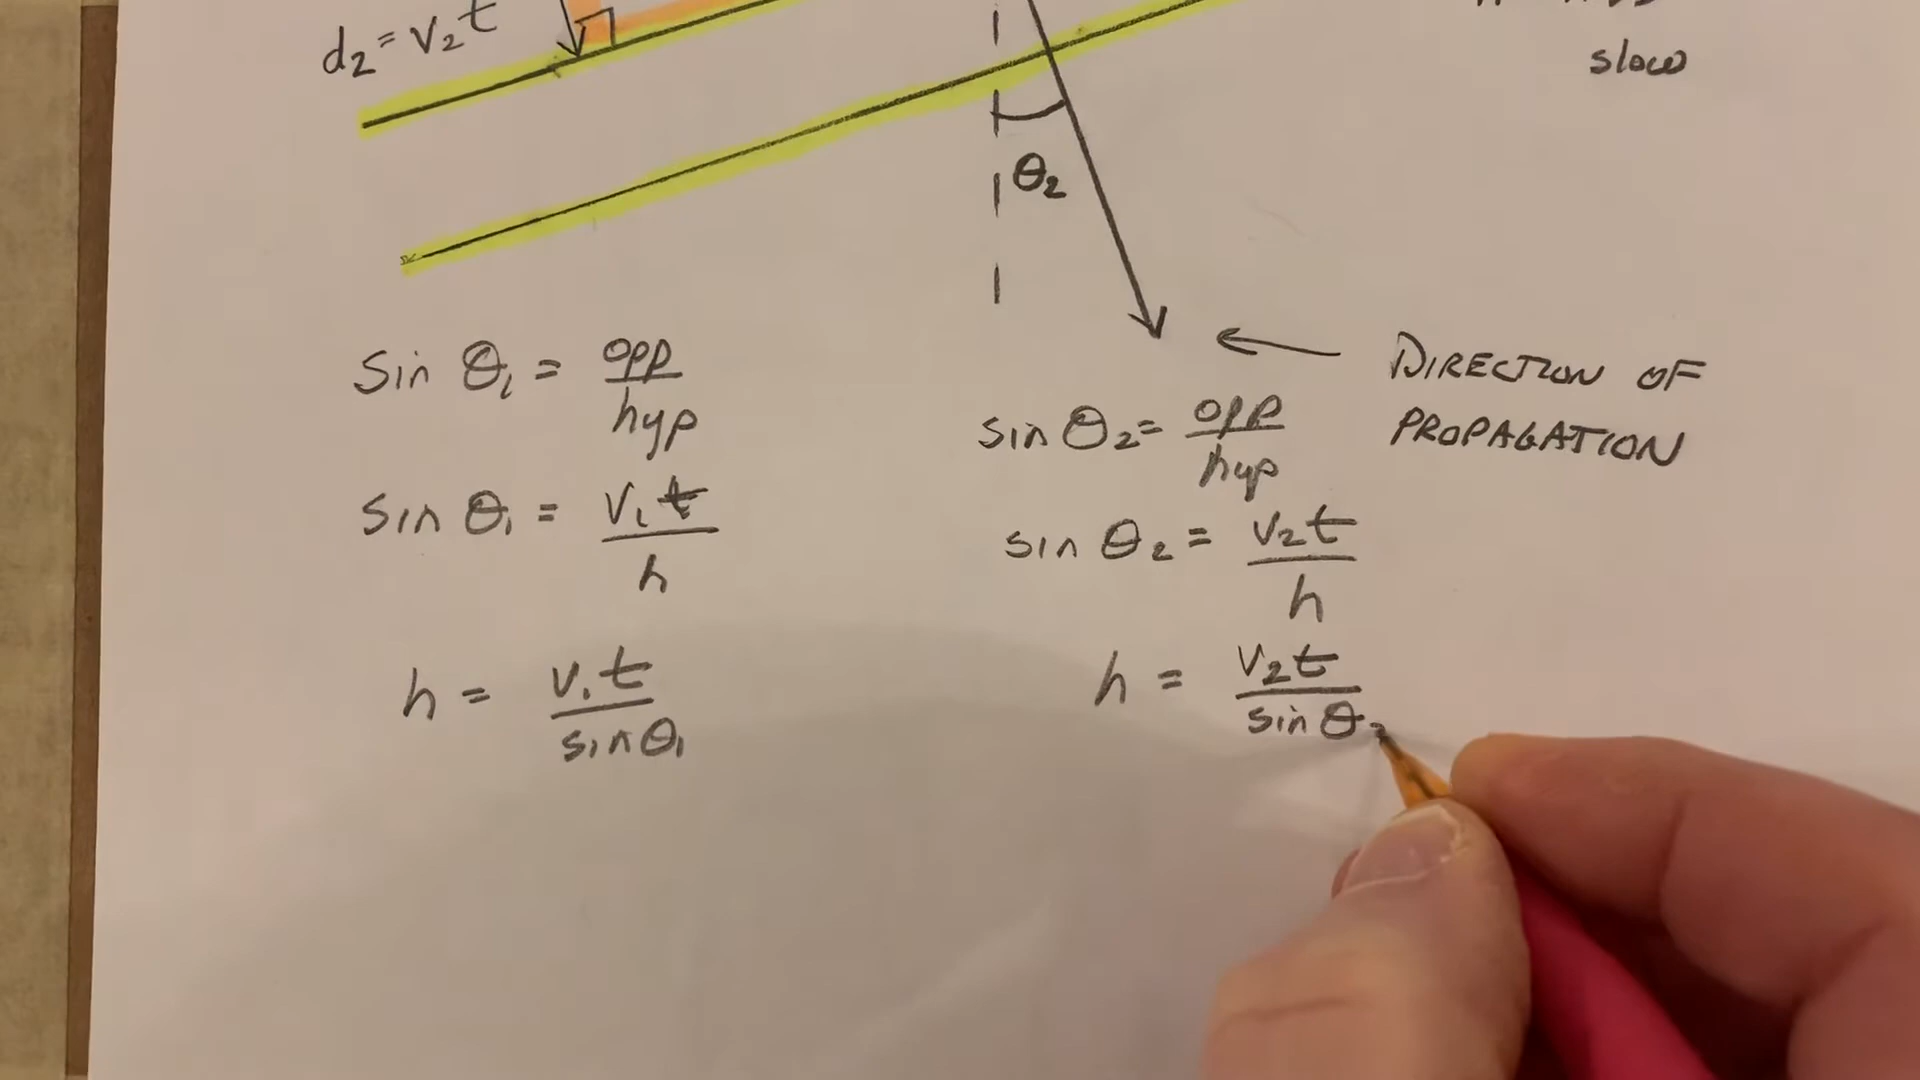 d₂ = v₂t
slow
θ₂
sin θ₁ = opp/hyp
sin θ₁ = v₁t/h
h = v₁t/sin θ₁
DIRECTION OF
PROPAGATION
sin θ₂ = opp/hyp
sin θ₂ = v₂t/h
h = v₂t/sin θ₂